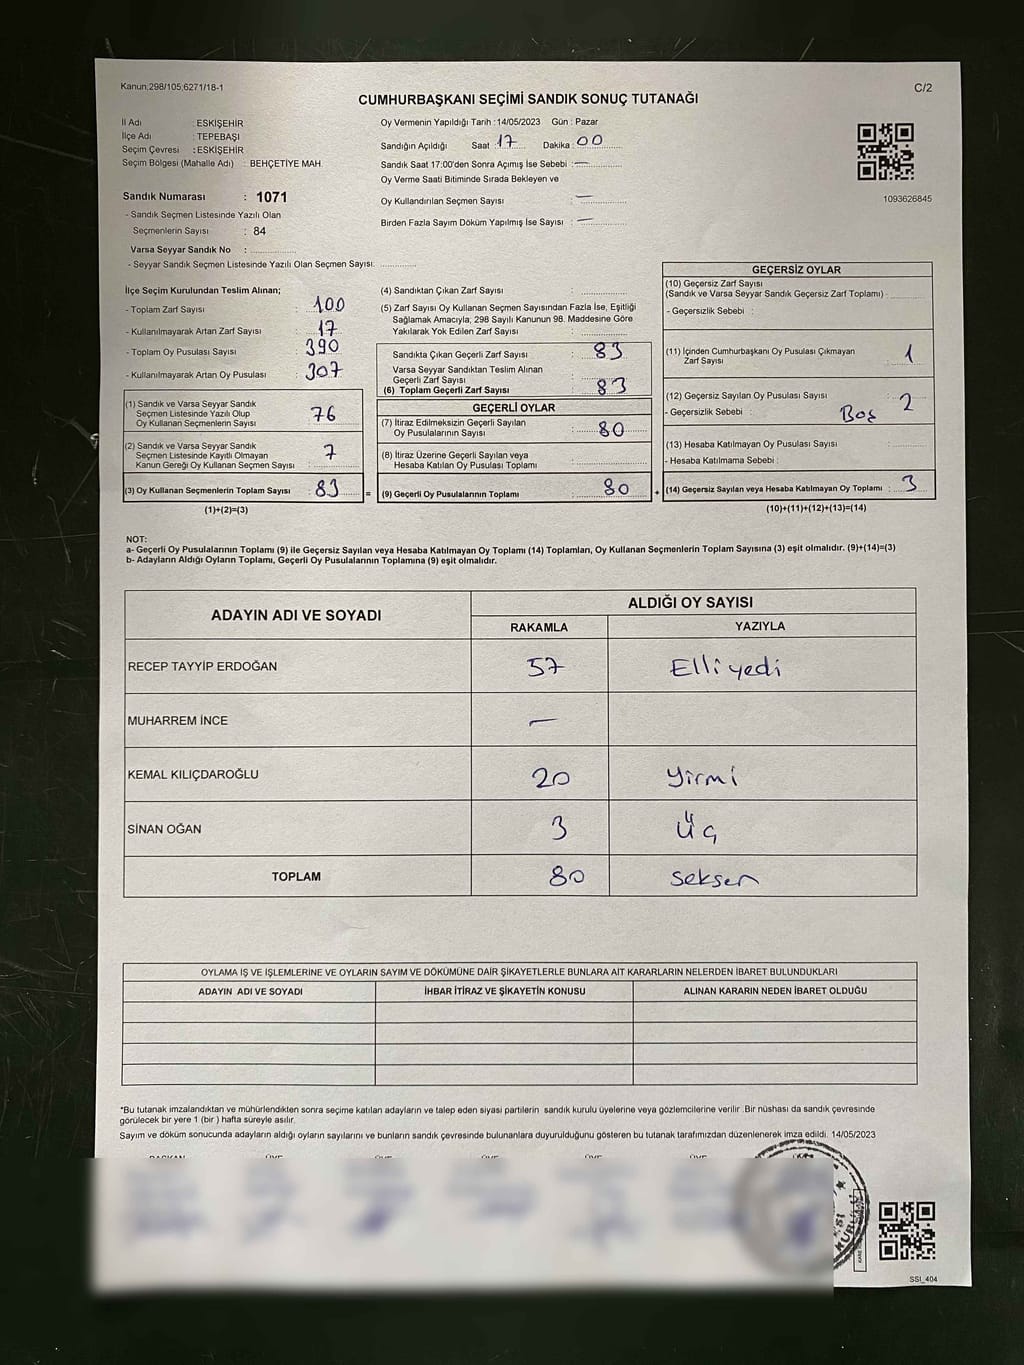 Kanun;298/105;6271/18-1
C/2
CUMHURBAŞKANI SEÇİMİ SANDIK SONUÇ TUTANAĞI
İl Adı : ESKİŞEHİR
İlçe Adı : TEPEBAŞI
Seçim Çevresi : ESKİŞEHİR
Seçim Bölgesi (Mahalle Adı) : BEHÇETİYE MAH.
Sandık Numarası : 1071
- Sandık Seçmen Listesinde Yazılı Olan
Seçmenlerin Sayısı : 84
Varsa Seyyar Sandık No :
- Seyyar Sandık Seçmen Listesinde Yazılı Olan Seçmen Sayısı:
Oy Vermenin Yapıldığı Tarih :14/05/2023 Gün : Pazar
Sandığın Açıldığı Saat : 17 Dakika : 00
Sandık Saat 17:00'den Sonra Açımış İse Sebebi : —
Oy Verme Saati Bitiminde Sırada Bekleyen ve
Oy Kullandırılan Seçmen Sayısı : —
Birden Fazla Sayım Döküm Yapılmış İse Sayısı : —
1093626845
İlçe Seçim Kurulundan Teslim Alınan;
- Toplam Zarf Sayısı : 100
- Kullanılmayarak Artan Zarf Sayısı : 17
- Toplam Oy Pusulası Sayısı : 390
- Kullanılmayarak Artan Oy Pusulası : 307
(1) Sandık ve Varsa Seyyar Sandık
Seçmen Listesinde Yazılı Olup
Oy Kullanan Seçmenlerin Sayısı : 76
(2) Sandık ve Varsa Seyyar Sandık
Seçmen Listesinde Kayıtlı Olmayan
Kanun Gereği Oy Kullanan Seçmen Sayısı : 7
(3) Oy Kullanan Seçmenlerin Toplam Sayısı : 83
(1)+(2)=(3)
=
(4) Sandıktan Çıkan Zarf Sayısı :
(5) Zarf Sayısı Oy Kullanan Seçmen Sayısından Fazla İse, Eşitliği
Sağlamak Amacıyla, 298 Sayılı Kanunun 98. Maddesine Göre
Yakılarak Yok Edilen Zarf Sayısı :
Sandıkta Çıkan Geçerli Zarf Sayısı : 83
Varsa Seyyar Sandıktan Teslim Alınan
Geçerli Zarf Sayısı :
(6) Toplam Geçerli Zarf Sayısı : 83
GEÇERLİ OYLAR
(7) İtiraz Edilmeksizin Geçerli Sayılan
Oy Pusulalarının Sayısı : 80
(8) İtiraz Üzerine Geçerli Sayılan veya
Hesaba Katılan Oy Pusulası Toplamı :
(9) Geçerli Oy Pusulalarının Toplamı : 80
+
GEÇERSİZ OYLAR
(10) Geçersiz Zarf Sayısı
(Sandık ve Varsa Seyyar Sandık Geçersiz Zarf Toplamı) :
- Geçersizlik Sebebi :
(11) İçinden Cumhurbaşkanı Oy Pusulası Çıkmayan
Zarf Sayısı : 1
(12) Geçersiz Sayılan Oy Pusulası Sayısı : 2
- Geçersizlik Sebebi : Boş
(13) Hesaba Katılmayan Oy Pusulası Sayısı :
- Hesaba Katılmama Sebebi :
(14) Geçersiz Sayılan veya Hesaba Katılmayan Oy Toplamı : 3
(10)+(11)+(12)+(13)=(14)
NOT:
a- Geçerli Oy Pusulalarının Toplamı (9) ile Geçersiz Sayılan veya Hesaba Katılmayan Oy Toplamı (14) Toplamları, Oy Kullanan Seçmenlerin Toplam Sayısına (3) eşit olmalıdır. (9)+(14)=(3)
b- Adayların Aldığı Oyların Toplamı, Geçerli Oy Pusulalarının Toplamına (9) eşit olmalıdır.
ADAYIN ADI VE SOYADI
ALDIĞI OY SAYISI
RAKAMLA YAZIYLA
RECEP TAYYİP ERDOĞAN 57 Elli yedi
MUHARREM İNCE —
KEMAL KILIÇDAROĞLU 20 Yirmi
SİNAN OĞAN 3 Üç
TOPLAM 80 Seksen
OYLAMA İŞ VE İŞLEMLERİNE VE OYLARIN SAYIM VE DÖKÜMÜNE DAİR ŞİKAYETLERLE BUNLARA AİT KARARLARIN NELERDEN İBARET BULUNDUKLARI
ADAYIN ADI VE SOYADI İHBAR İTİRAZ VE ŞİKAYETİN KONUSU ALINAN KARARIN NEDEN İBARET OLDUĞU
*Bu tutanak imzalandıktan ve mühürlendikten sonra seçime katılan adayların ve talep eden siyasi partilerin sandık kurulu üyelerine veya gözlemcilerine verilir .Bir nüshası da sandık çevresinde
görülecek bir yere 1 (bir ) hafta süreyle asılır.
Sayım ve döküm sonucunda adayların aldığı oyların sayılarını ve bunların sandık çevresinde bulunanlara duyurulduğunu gösteren bu tutanak tarafımızdan düzenlenerek imza edildi. 14/05/2023
SSI_404